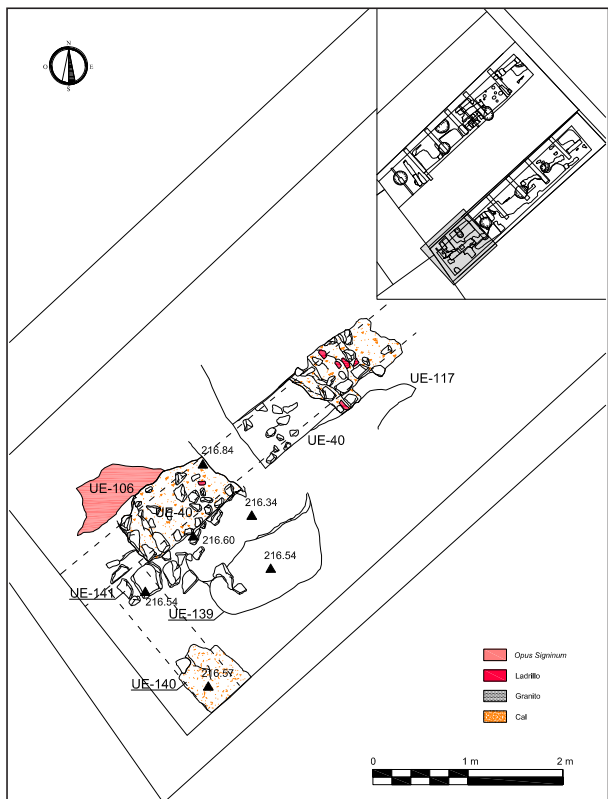 N
O E
S
UE-117
UE-40
216.84
UE-106
216.34
UE-40
216.60
216.54
UE-141
216.54
UE-139
216.57
UE-140
Opus Signinum
Ladrillo
Granito
Cal
0 1 m 2 m